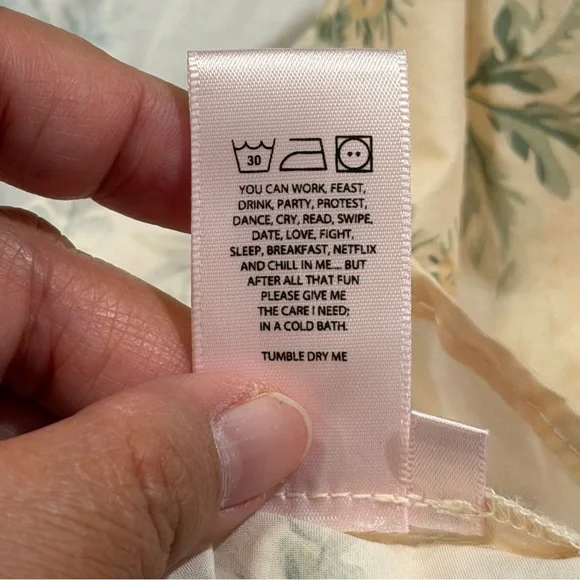 30
YOU CAN WORK, FEAST,
DRINK, PARTY, PROTEST,
DANCE, CRY, READ, SWIPE,
DATE, LOVE, FIGHT,
SLEEP, BREAKFAST, NETFLIX
AND CHILL IN ME.... BUT
AFTER ALL THAT FUN
PLEASE GIVE ME
THE CARE I NEED;
IN A COLD BATH.
TUMBLE DRY ME